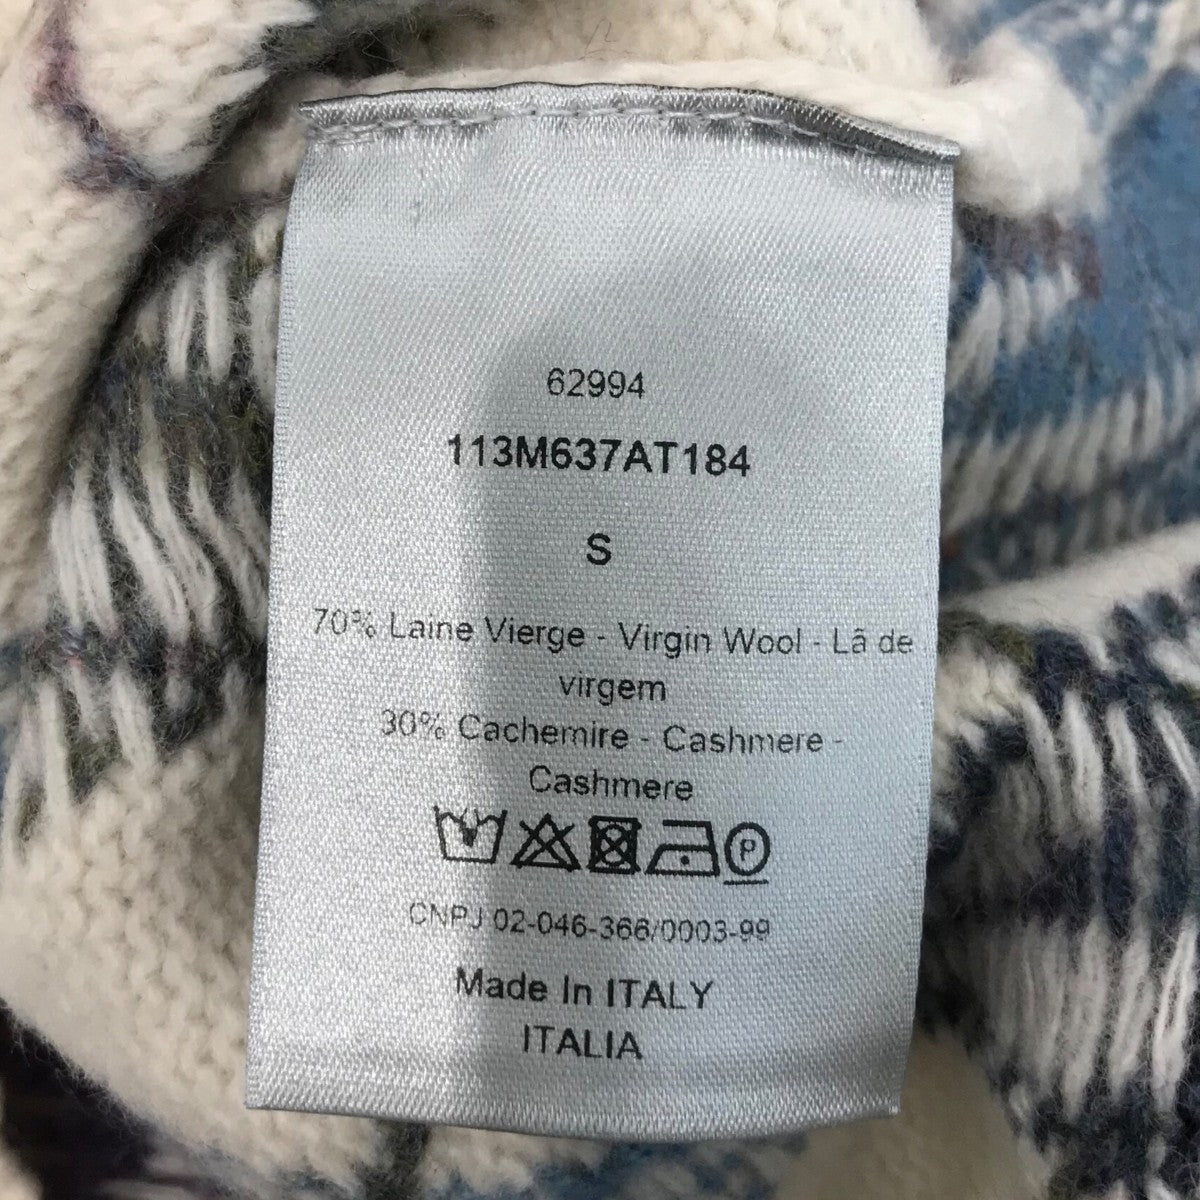 62994
113M637AT184
S
70% Laine Vierge - Virgin Wool - Lã de
virgem
30% Cachemire - Cashmere -
Cashmere
P
CNPJ 02-046-366/0003-99
Made In ITALY
ITALIA